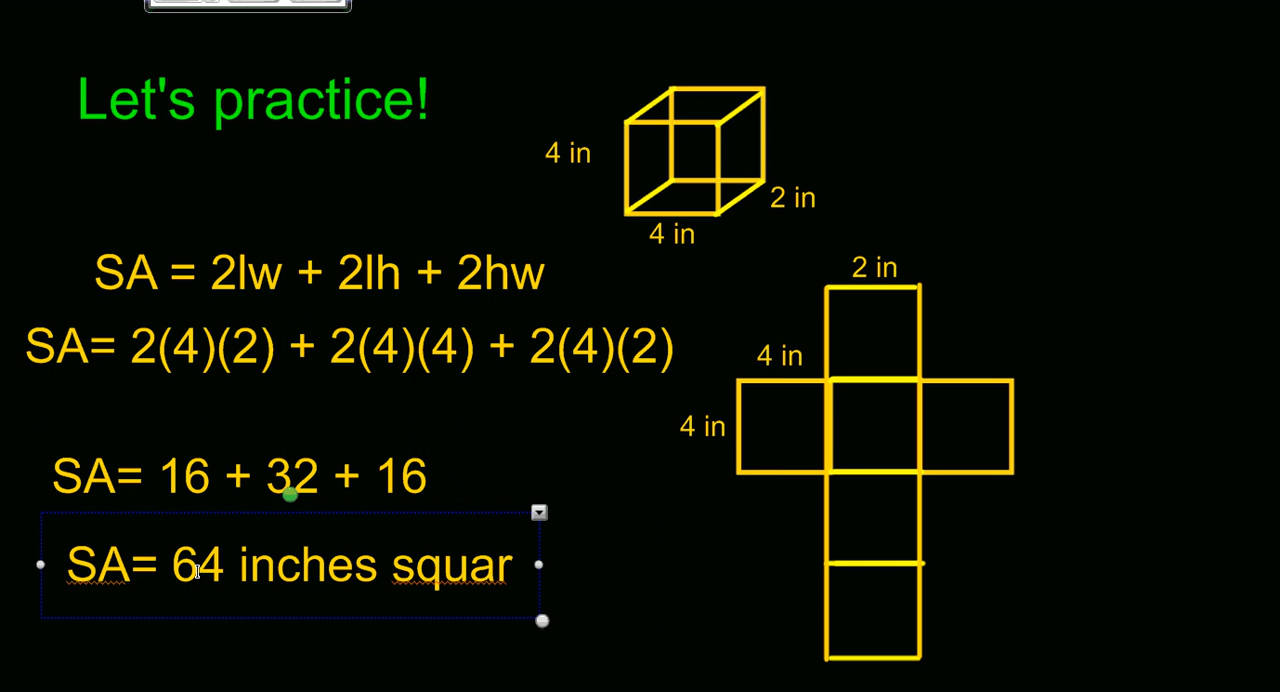 Let's practice!
4 in
2 in
4 in
SA = 2lw + 2lh + 2hw
2 in
SA= 2(4)(2) + 2(4)(4) + 2(4)(2)
4 in
4 in
SA= 16 + 32 + 16
SA= 64 inches squar